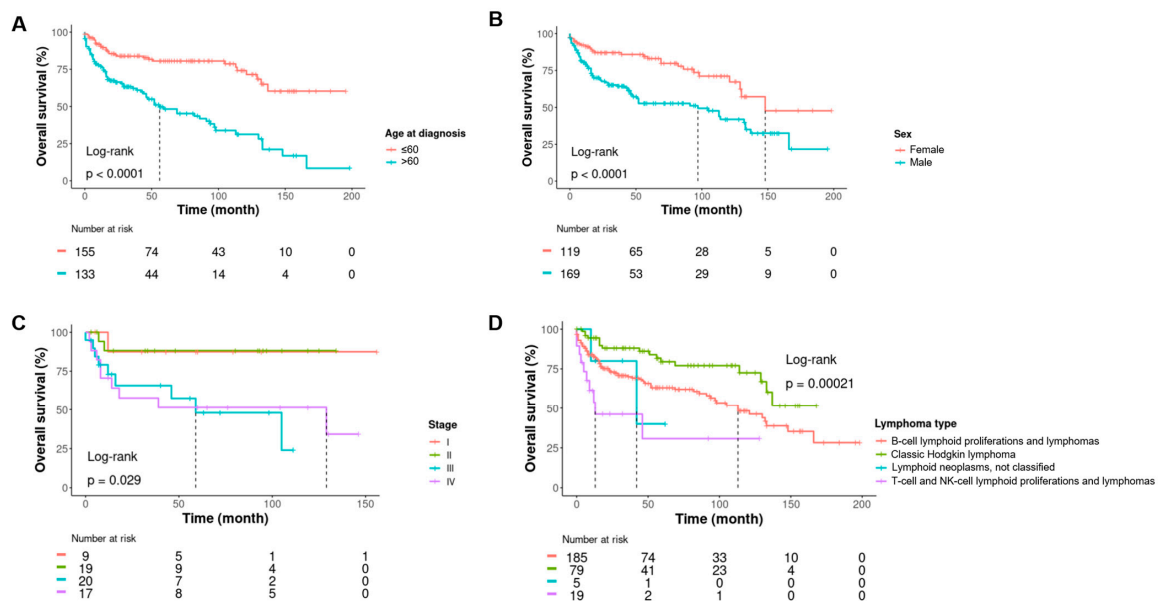 A
Overall survival (%)
100
75
50
25
0
Log-rank
p < 0.0001
0 50 100 150 200
Time (month)
Age at diagnosis
≤60
>60
Number at risk
155 74 43 10 0
133 44 14 4 0
B
Overall survival (%)
100
75
50
25
0
Log-rank
p < 0.0001
0 50 100 150 200
Time (month)
Sex
Female
Male
Number at risk
119 65 28 5 0
169 53 29 9 0
C
Overall survival (%)
100
75
50
25
0
Log-rank
p = 0.029
0 50 100 150
Time (month)
Stage
I
II
III
IV
Number at risk
9 5 1 1
19 9 4 0
20 7 2 0
17 8 5 0
D
Overall survival (%)
100
75
50
25
0
Log-rank
p = 0.00021
0 50 100 150 200
Time (month)
Lymphoma type
B-cell lymphoid proliferations and lymphomas
Classic Hodgkin lymphoma
Lymphoid neoplasms, not classified
T-cell and NK-cell lymphoid proliferations and lymphomas
Number at risk
185 74 33 10 0
79 41 23 4 0
5 1 0 0 0
19 2 1 0 0